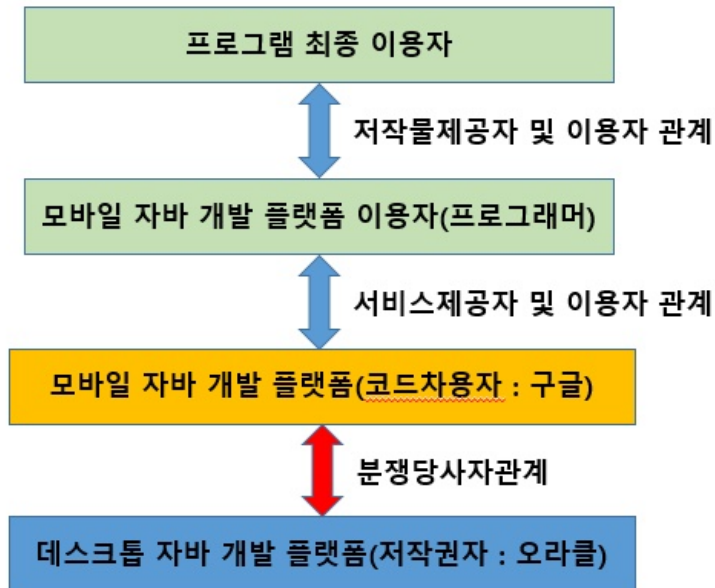 프로그램 최종 이용자
저작물제공자 및 이용자 관계
모바일 자바 개발 플랫폼 이용자(프로그래머)
서비스제공자 및 이용자 관계
모바일 자바 개발 플랫폼(코드차용자 : 구글)
분쟁당사자관계
데스크톱 자바 개발 플랫폼(저작권자 : 오라클)